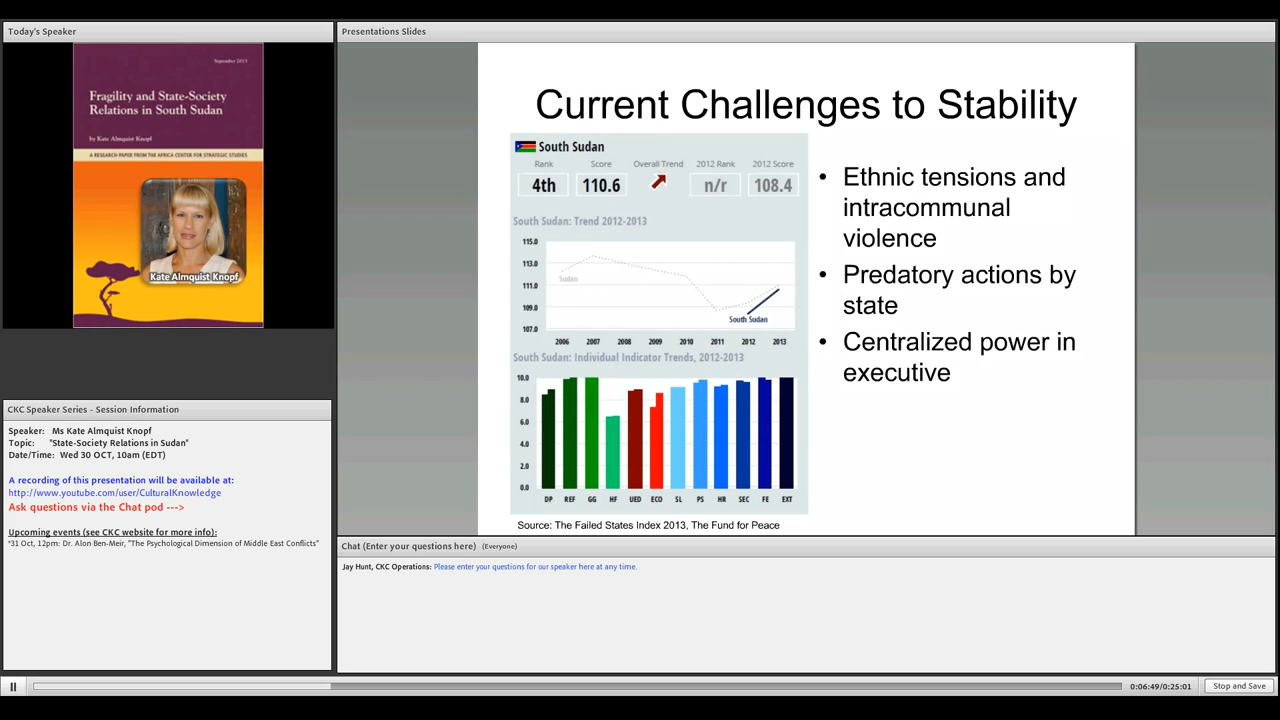 Today's Speaker
September 2013
Fragility and State-Society
Relations in South Sudan
by Kate Almquist Knopf
A RESEARCH PAPER FROM THE AFRICA CENTER FOR STRATEGIC STUDIES
Kate Almquist Knopf
CKC Speaker Series - Session Information
Speaker: Ms Kate Almquist Knopf
Topic: "State-Society Relations in Sudan"
Date/Time: Wed 30 OCT, 10am (EDT)
A recording of this presentation will be available at:
http://www.youtube.com/user/CulturalKnowledge
Ask questions via the Chat pod --->
Upcoming events (see CKC website for more info):
*31 Oct, 12pm: Dr. Alon Ben-Meir, "The Psychological Dimension of Middle East Conflicts"
Presentations Slides
Current Challenges to Stability
South Sudan
Rank Score Overall Trend 2012 Rank 2012 Score
4th 110.6 n/r 108.4
South Sudan: Trend 2012-2013
115.0
113.0
111.0
109.0
107.0
Sudan
South Sudan
2006 2007 2008 2009 2010 2011 2012 2013
South Sudan: Individual Indicator Trends, 2012-2013
10.0
8.0
6.0
4.0
2.0
0.0
DP REF GG HF UED ECO SL PS HR SEC FE EXT
Source: The Failed States Index 2013, The Fund for Peace
• Ethnic tensions and
intracommunal
violence
• Predatory actions by
state
• Centralized power in
executive
Chat (Enter your questions here) (Everyone)
Jay Hunt, CKC Operations: Please enter your questions for our speaker here at any time.
0:06:49/0:25:01
Stop and Save